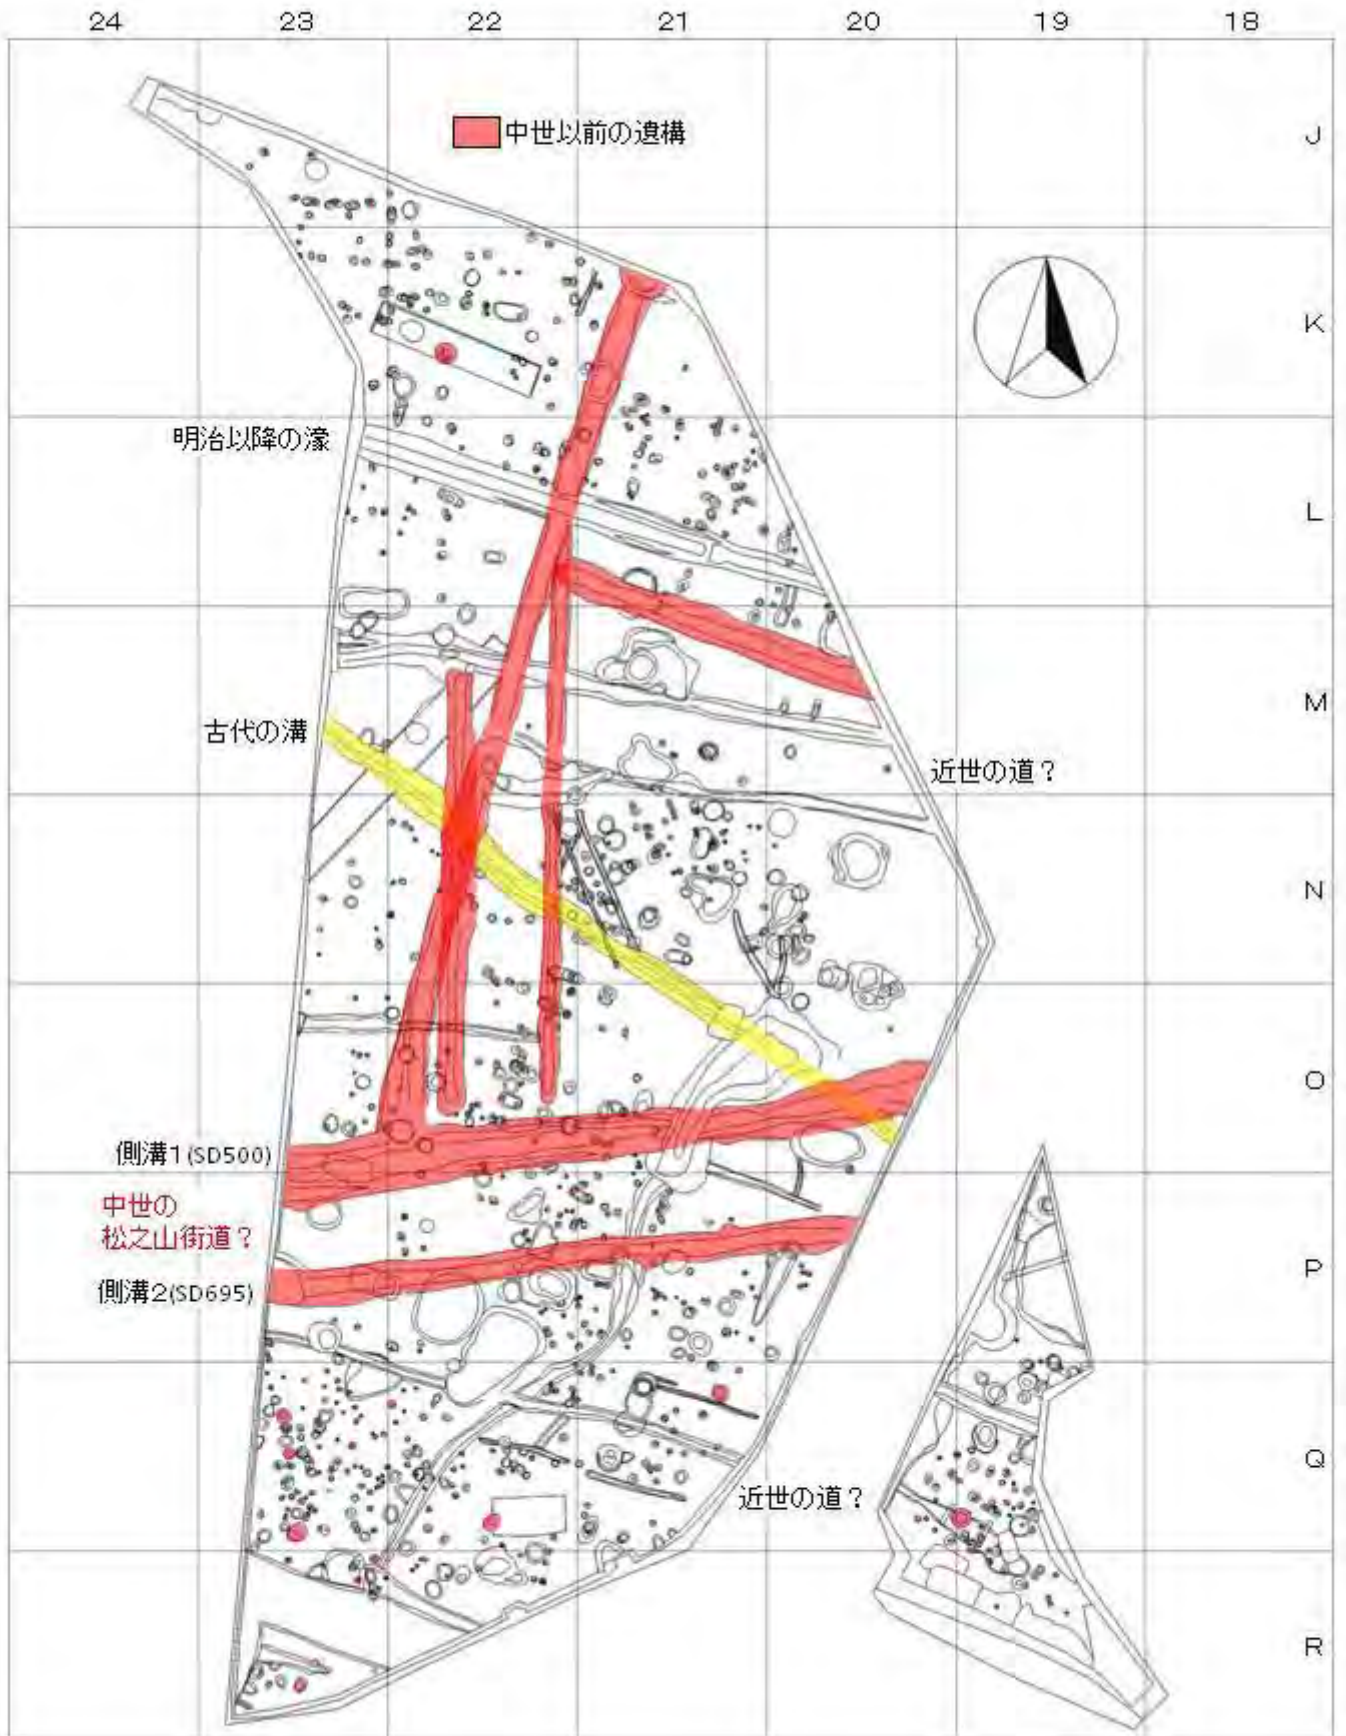 24 23 22 21 20 19 18
中世以前の遺構
J
K
明治以降の濠
L
M
古代の溝
近世の道？
N
O
側溝1(SD500)
中世の
松之山街道？
P
側溝2(SD695)
Q
近世の道？
R